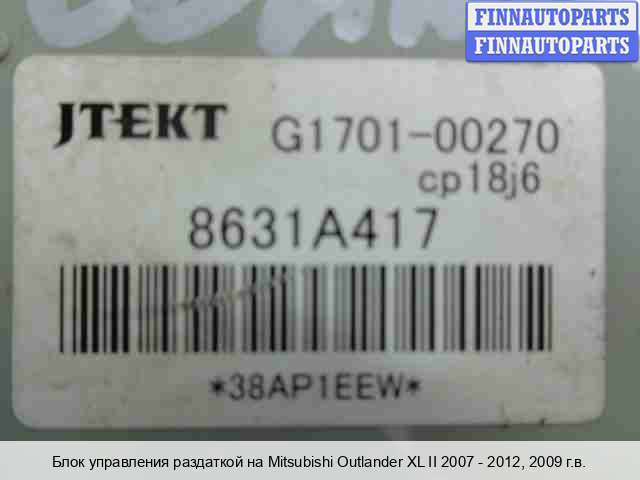 FINNAUTOPARTS
FINNAUTOPARTS
JTEKT G1701-00270
cp18j6
8631A417
*38AP1EEW*
Блок управления раздаткой на Mitsubishi Outlander XL II 2007 - 2012, 2009 г.в.